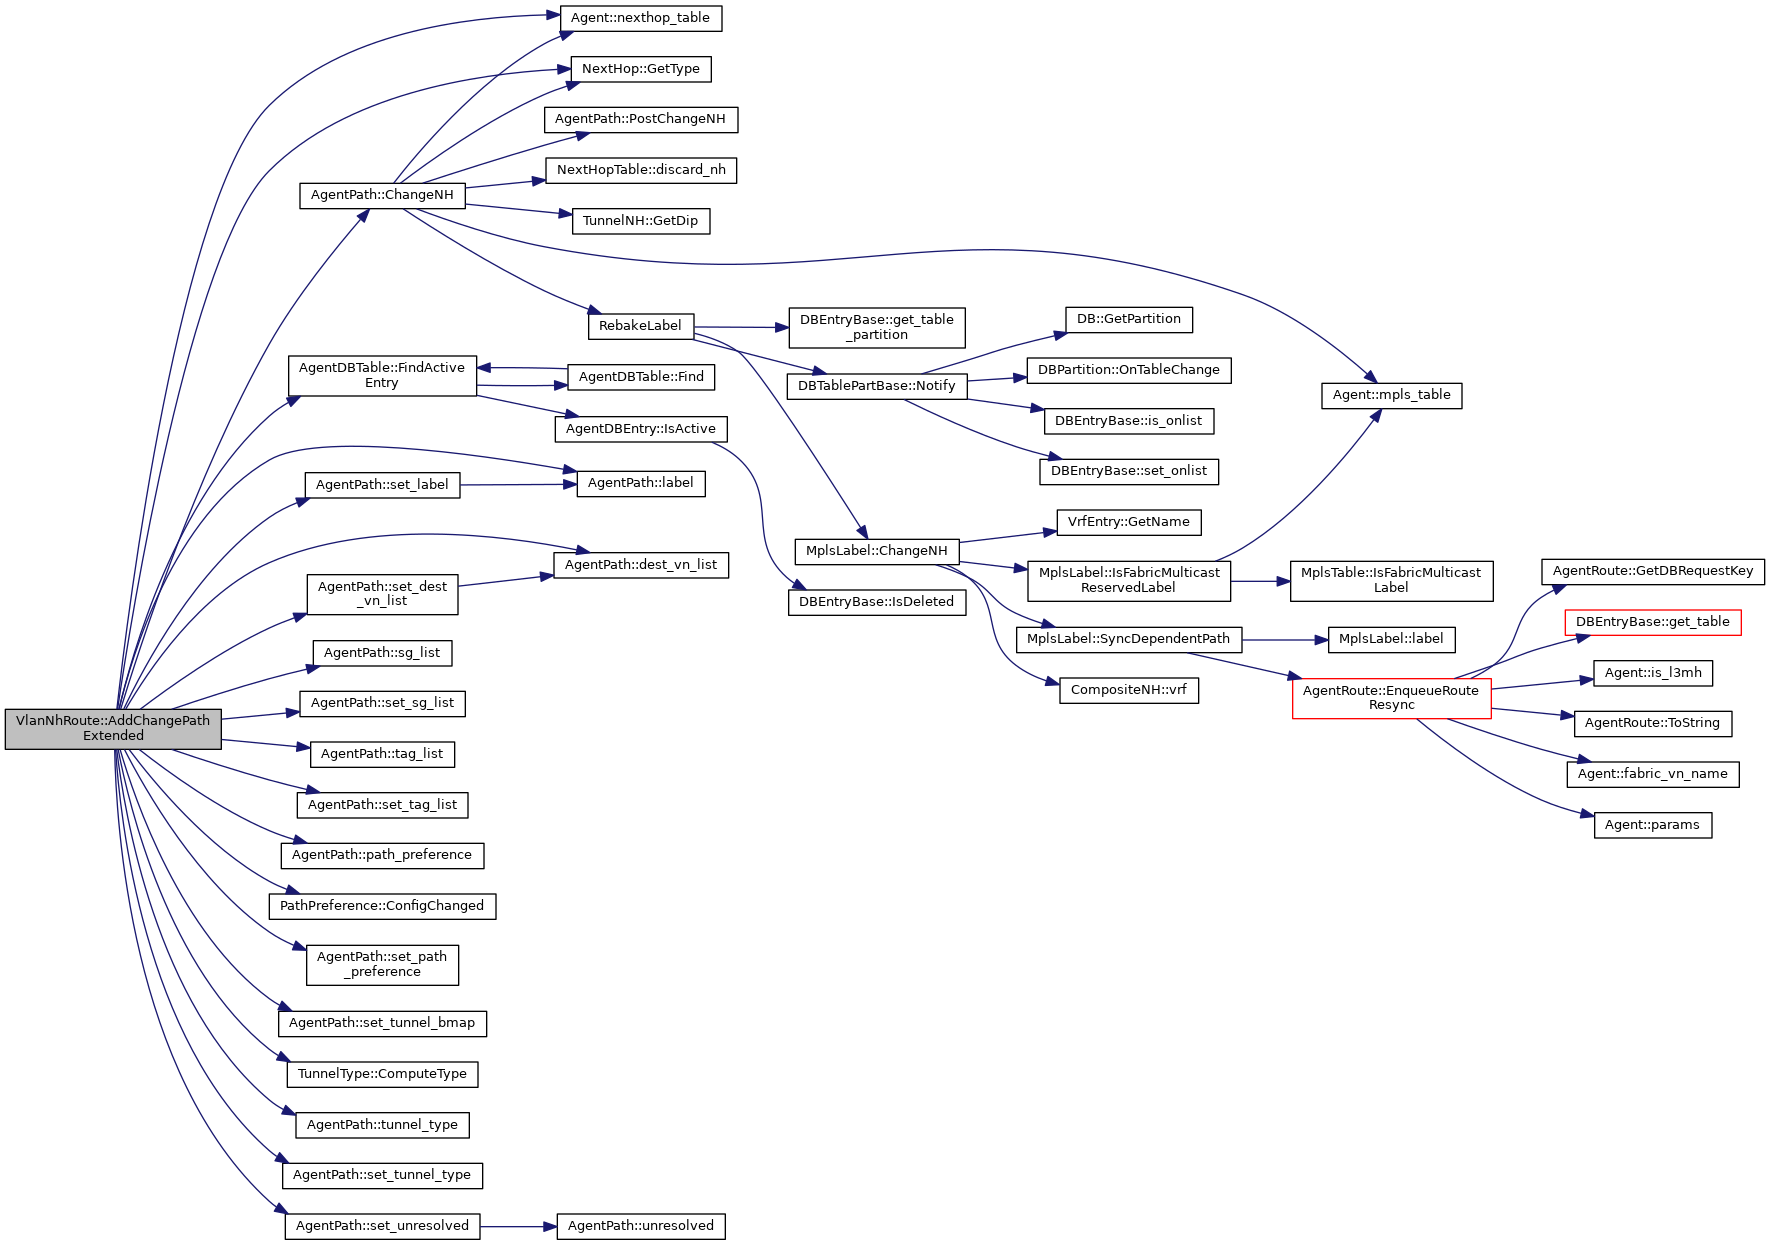 Agent::nexthop_table
NextHop::GetType
AgentPath::PostChangeNH
NextHopTable::discard_nh
AgentPath::ChangeNH
TunnelNH::GetDip
RebakeLabel
DBEntryBase::get_table
_partition
DB::GetPartition
DBPartition::OnTableChange
AgentDBTable::FindActive
Entry
AgentDBTable::Find
DBTablePartBase::Notify
Agent::mpls_table
DBEntryBase::is_onlist
AgentDBEntry::IsActive
DBEntryBase::set_onlist
AgentPath::set_label
AgentPath::label
VrfEntry::GetName
MplsLabel::ChangeNH
AgentPath::dest_vn_list
MplsLabel::IsFabricMulticast
ReservedLabel
MplsTable::IsFabricMulticast
Label
AgentRoute::GetDBRequestKey
AgentPath::set_dest
_vn_list
DBEntryBase::IsDeleted
DBEntryBase::get_table
MplsLabel::SyncDependentPath
MplsLabel::label
AgentPath::sg_list
Agent::is_l3mh
CompositeNH::vrf
AgentRoute::EnqueueRoute
Resync
AgentPath::set_sg_list
VlanNhRoute::AddChangePath
Extended
AgentRoute::ToString
AgentPath::tag_list
Agent::fabric_vn_name
AgentPath::set_tag_list
Agent::params
AgentPath::path_preference
PathPreference::ConfigChanged
AgentPath::set_path
_preference
AgentPath::set_tunnel_bmap
TunnelType::ComputeType
AgentPath::tunnel_type
AgentPath::set_tunnel_type
AgentPath::set_unresolved
AgentPath::unresolved